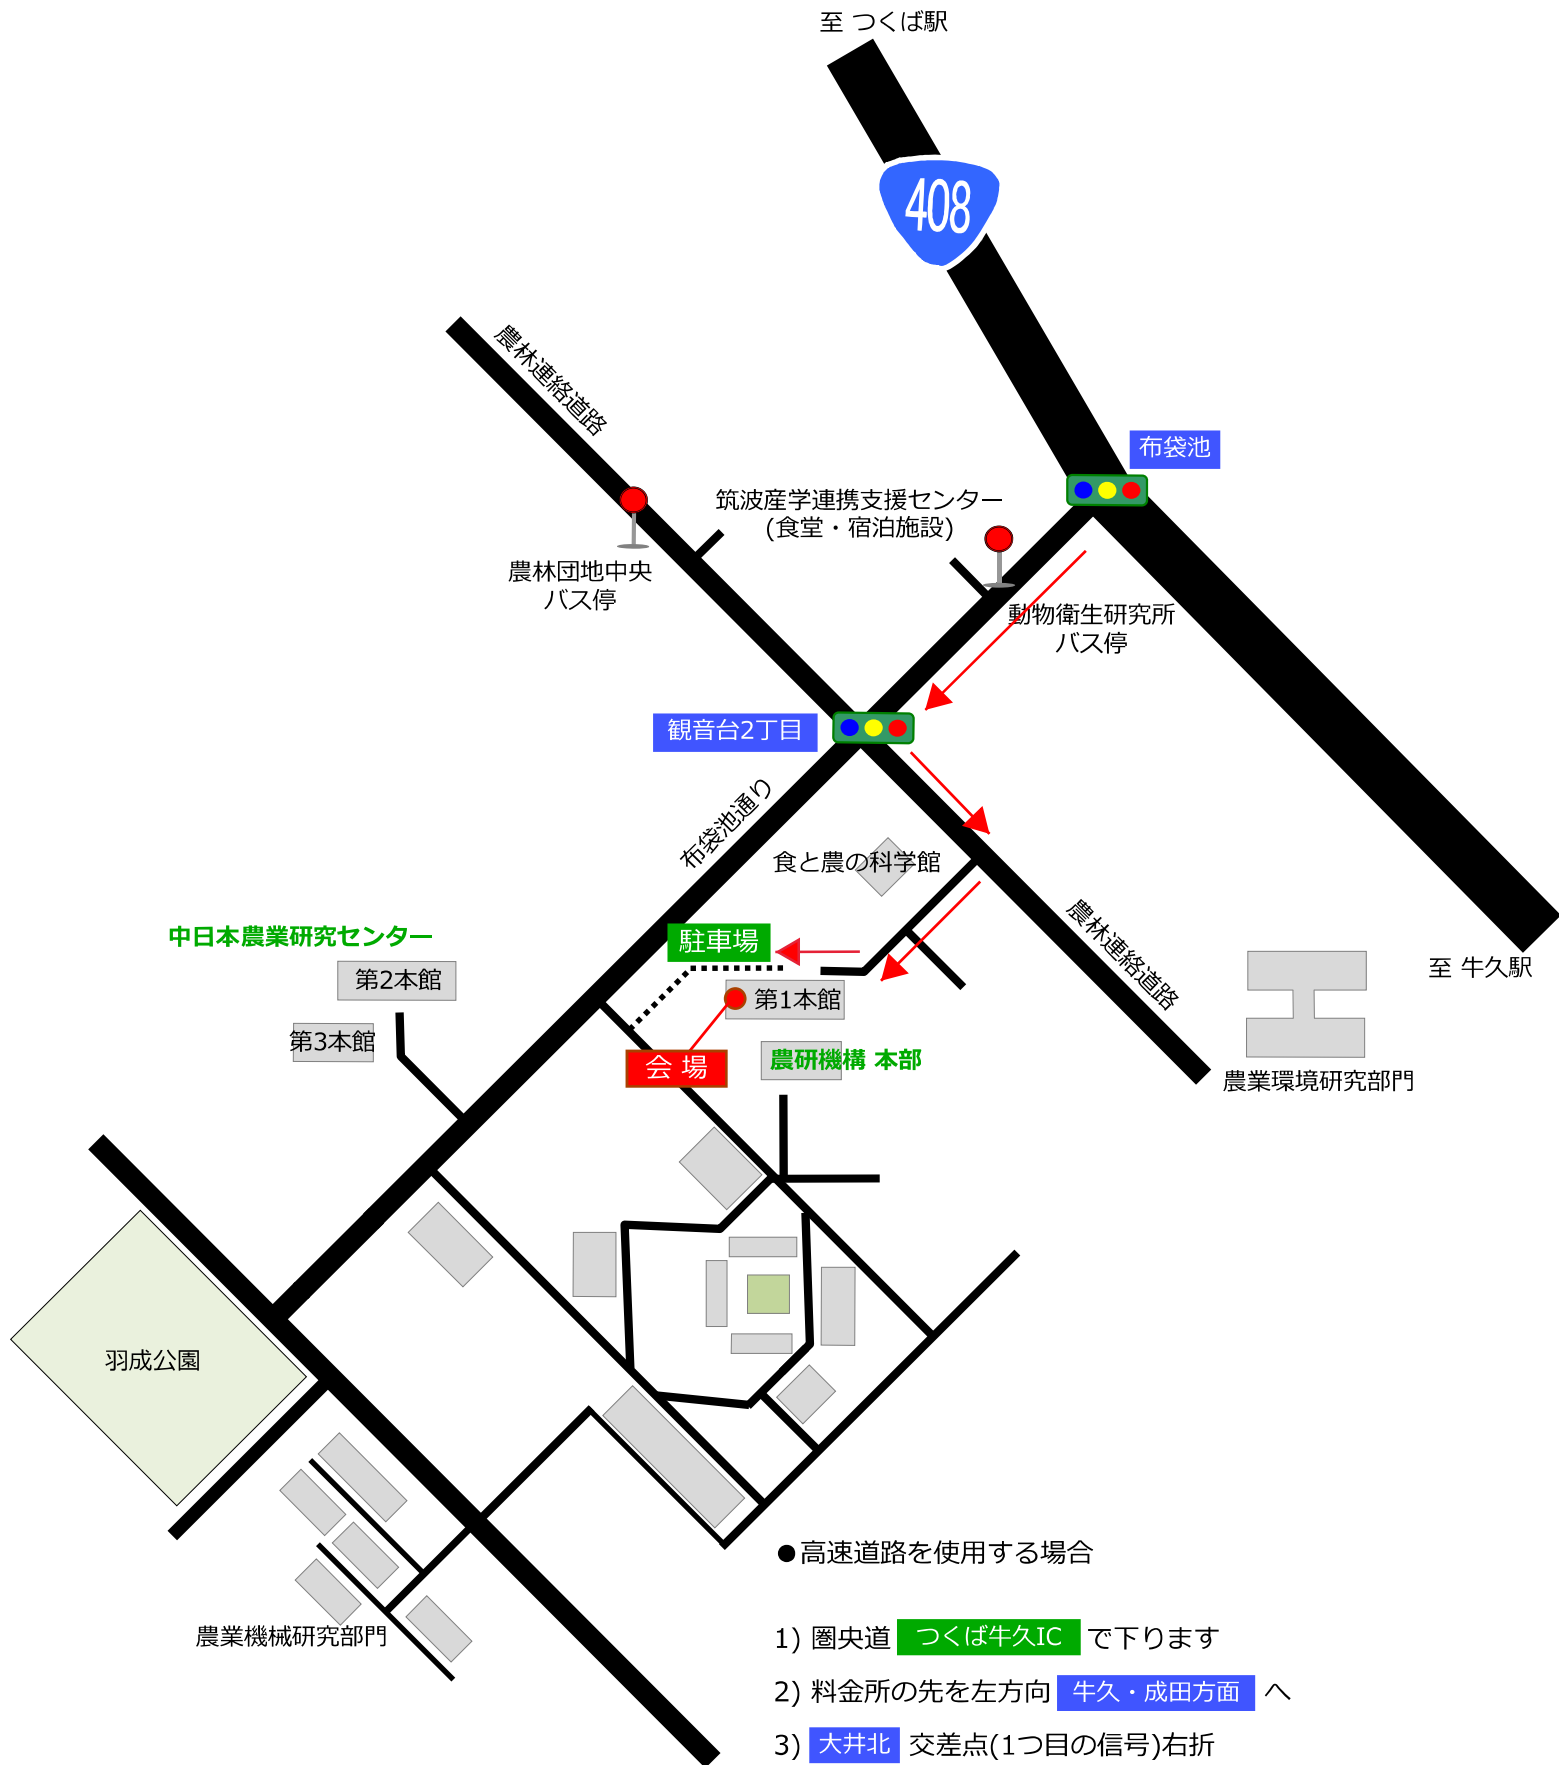 至 つくば駅
408
農林連絡道路
布袋池
筑波産学連携支援センター
(食堂・宿泊施設)
農林団地中央
バス停
動物衛生研究所
バス停
観音台2丁目
布袋池通り
食と農の科学館
農林連絡道路
中日本農業研究センター
駐車場
至 牛久駅
第2本館
第1本館
第3本館
会 場
農研機構 本部
農業環境研究部門
羽成公園
●高速道路を使用する場合
農業機械研究部門
1) 圏央道 つくば牛久IC で下ります
2) 料金所の先を左方向 牛久・成田方面 へ
3) 大井北 交差点(1つ目の信号)右折